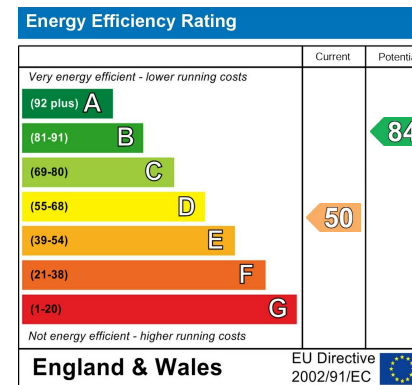 Energy Efficiency Rating
Current Potentia
Very energy efficient - lower running costs
(92 plus) A
(81-91) B
84
(69-80) C
(55-68) D
50
(39-54) E
(21-38) F
(1-20) G
Not energy efficient - higher running costs
England & Wales
EU Directive
2002/91/EC